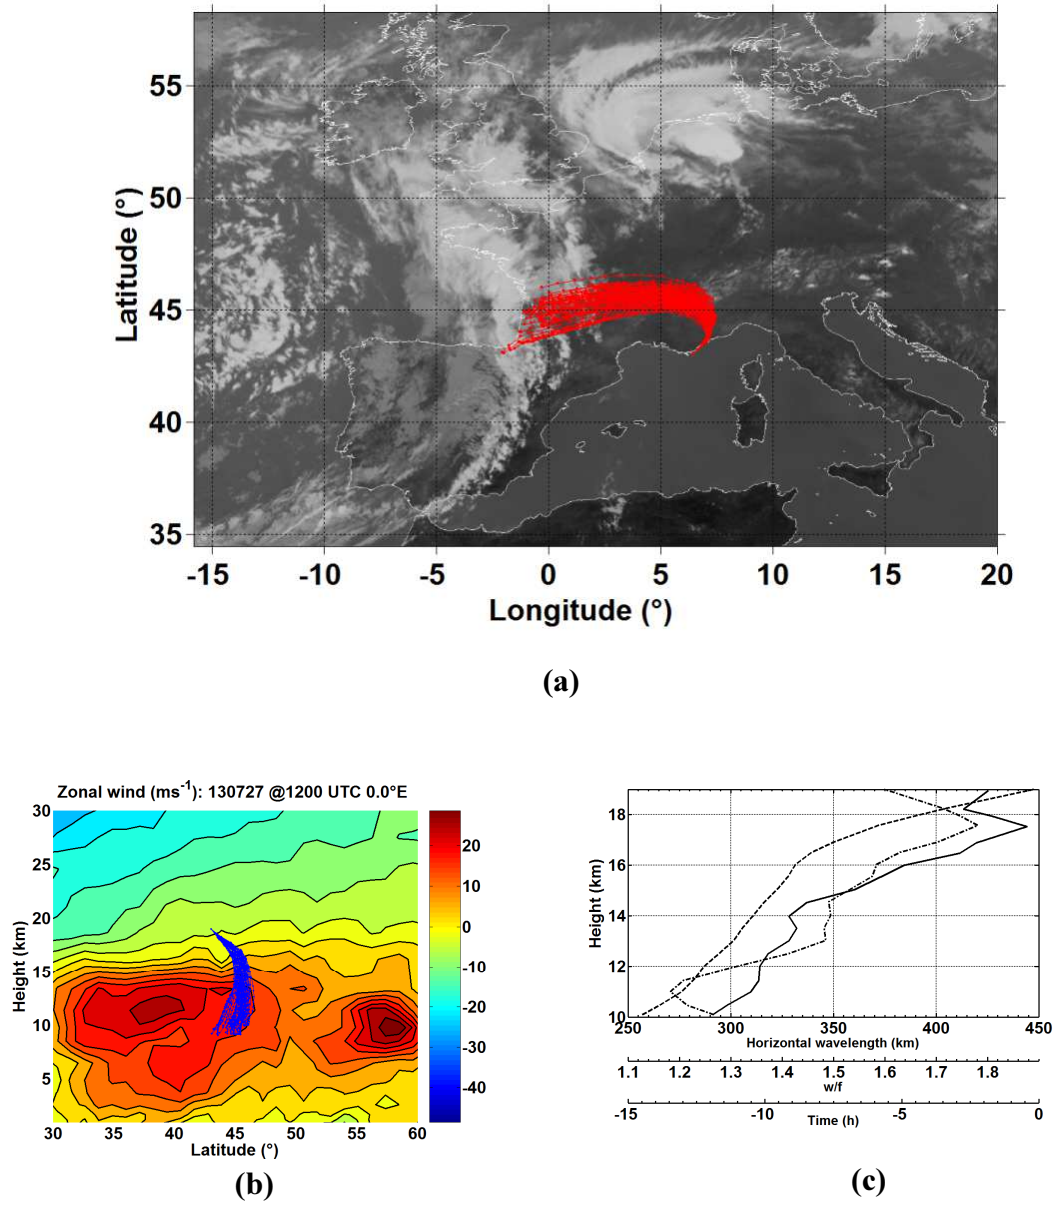 55
50
45
40
35
Latitude (°)
-15 -10 -5 0 5 10 15 20
Longitude (°)
(a)
Zonal wind (ms-1): 130727 @1200 UTC 0.0°E
30
25
20
15
10
5
Height (km)
30 35 40 45 50 55 60
Latitude (°)
20
10
0
-10
-20
-30
-40
(b)
18
16
14
12
10
Height (km)
250 300 350 400 450
Horizontal wavelength (km)
1.1 1.2 1.3 1.4 1.5 1.6 1.7 1.8
w/f
-15 -10 -5 0
Time (h)
(c)